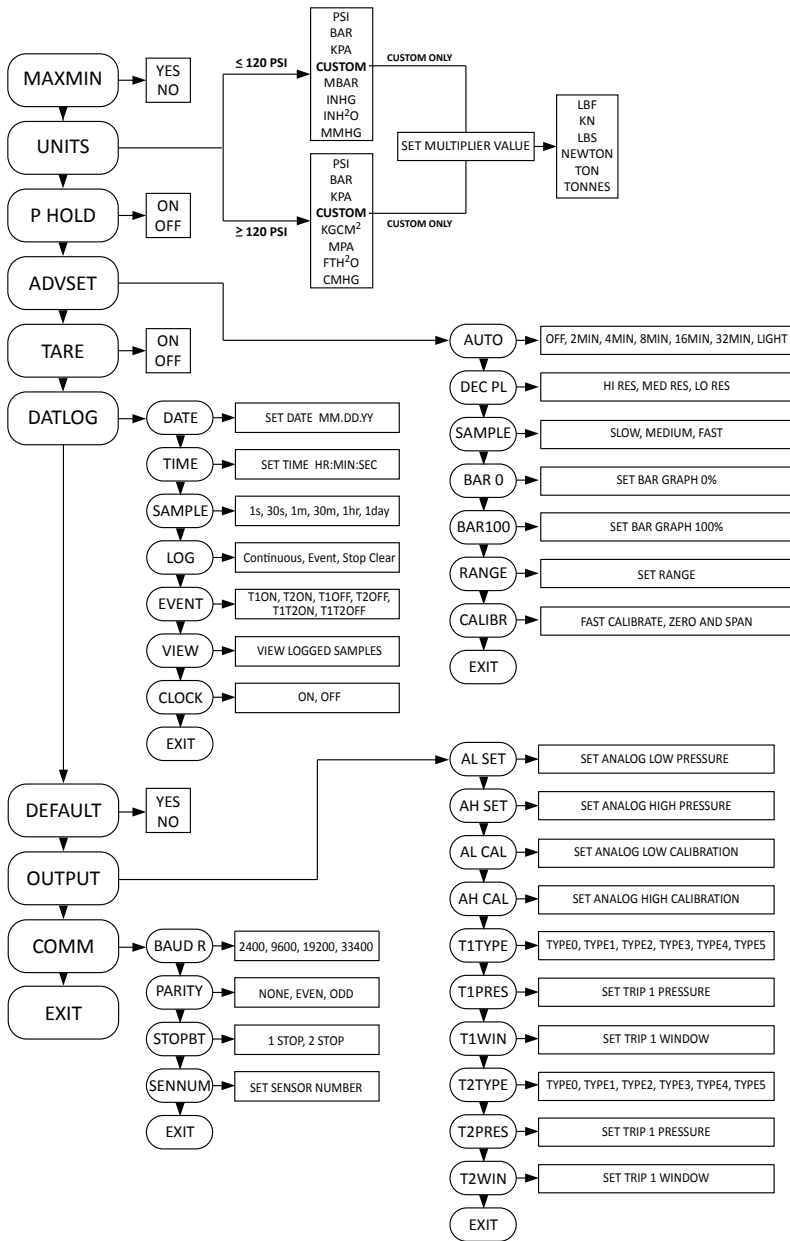 MAXMIN
YES
NO
UNITS
≤ 120 PSI
PSI
BAR
KPA
CUSTOM
MBAR
INHG
INH²O
MMHG
CUSTOM ONLY
≥ 120 PSI
PSI
BAR
KPA
CUSTOM
KGCM²
MPA
FTH²O
CMHG
CUSTOM ONLY
SET MULTIPLIER VALUE
LBF
KN
LBS
NEWTON
TON
TONNES
P HOLD
ON
OFF
ADVSET
AUTO
OFF, 2MIN, 4MIN, 8MIN, 16MIN, 32MIN, LIGHT
DEC PL
HI RES, MED RES, LO RES
SAMPLE
SLOW, MEDIUM, FAST
BAR 0
SET BAR GRAPH 0%
BAR100
SET BAR GRAPH 100%
RANGE
SET RANGE
CALIBR
FAST CALIBRATE, ZERO AND SPAN
EXIT
TARE
ON
OFF
DATLOG
DATE
SET DATE MM.DD.YY
TIME
SET TIME HR:MIN:SEC
SAMPLE
1s, 30s, 1m, 30m, 1hr, 1day
LOG
Continuous, Event, Stop Clear
EVENT
T1ON, T2ON, T1OFF, T2OFF,
T1T2ON, T1T2OFF
VIEW
VIEW LOGGED SAMPLES
CLOCK
ON, OFF
EXIT
DEFAULT
YES
NO
OUTPUT
AL SET
SET ANALOG LOW PRESSURE
AH SET
SET ANALOG HIGH PRESSURE
AL CAL
SET ANALOG LOW CALIBRATION
AH CAL
SET ANALOG HIGH CALIBRATION
T1TYPE
TYPE0, TYPE1, TYPE2, TYPE3, TYPE4, TYPE5
T1PRES
SET TRIP 1 PRESSURE
T1WIN
SET TRIP 1 WINDOW
T2TYPE
TYPE0, TYPE1, TYPE2, TYPE3, TYPE4, TYPE5
T2PRES
SET TRIP 1 PRESSURE
T2WIN
SET TRIP 1 WINDOW
EXIT
COMM
BAUD R
2400, 9600, 19200, 33400
PARITY
NONE, EVEN, ODD
STOPBT
1 STOP, 2 STOP
SENNUM
SET SENSOR NUMBER
EXIT
EXIT